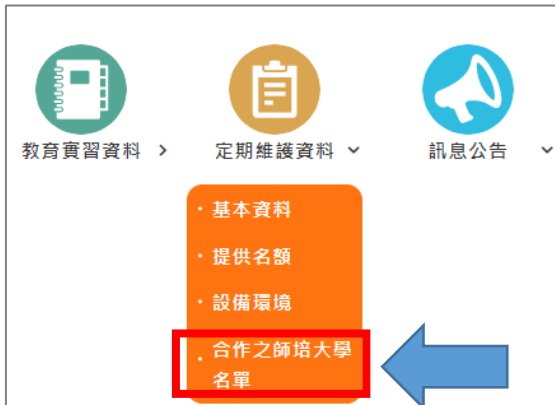 教育實習資料 >
定期維護資料
訊息公告
・基本資料
・提供名額
・設備環境
・合作之師培大學
名單